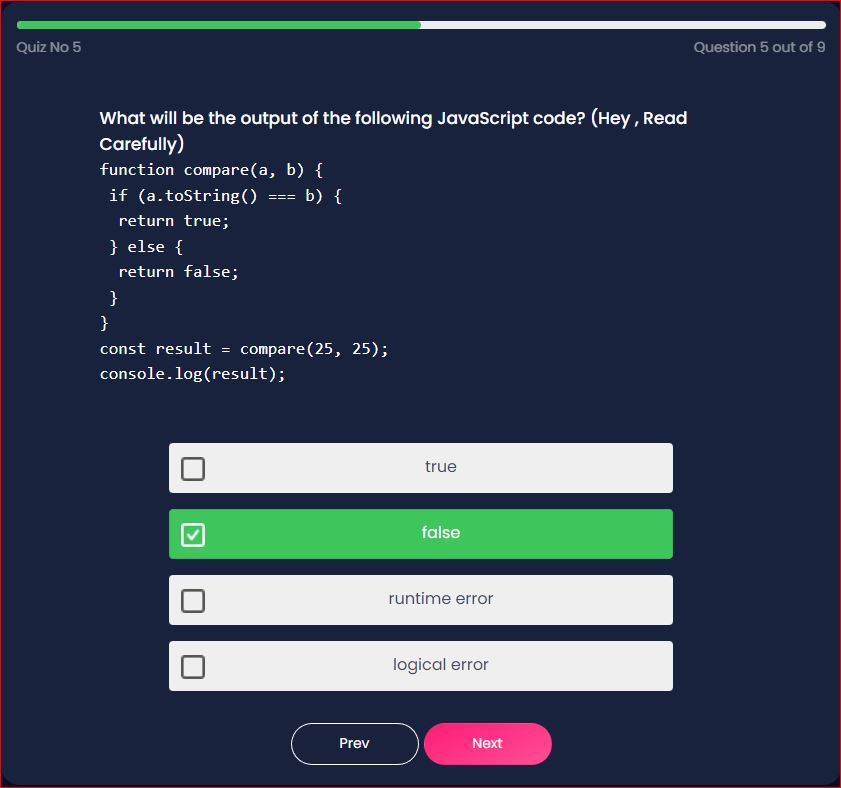 Quiz No 5
Question 5 out of 9
What will be the output of the following JavaScript code? (Hey , Read
Carefully)
function compare(a, b) {
 if (a.toString() === b) {
  return true;
 } else {
  return false;
 }
}
const result = compare(25, 25);
console.log(result);
true
false
runtime error
logical error
Prev
Next